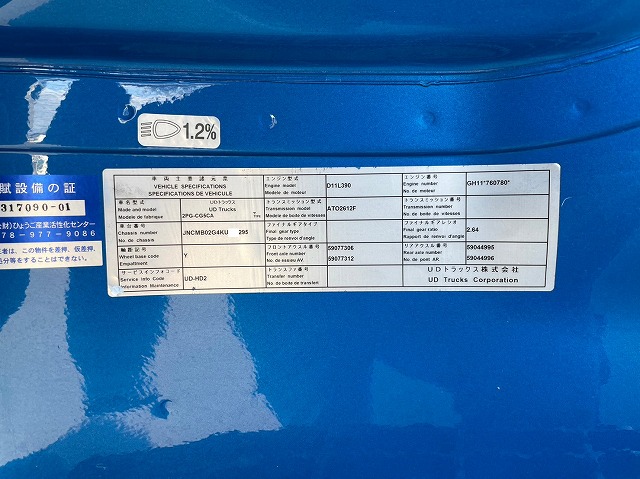 1.2%
賦設備の証
317090-01
財)ひょうご産業活性化センター
78-977-9086
者は、この物件を差押、仮差押、
処分等をすることはできない。
車両主要諸元票
VEHICLE SPECIFICATIONS
SPECIFICATIONS DE VEHICULE
車名型式 UDトラックス
Made and model UD Trucks
Modele de fabrique 2PG-CG5CA
車台番号
Chassis number JNCMB02G4KU 295
No. de chassis
軸距記号
Wheel base code Y
Empattment
サービスインフォコード
Service info Code UD-HD2
Information Maintenance
エンジン型式
Engine model D11L390
Modele de moteur
トランスミッション型式
Transmission model ATO2612F
Modele de boite de vitesses
ファイナルギアタイプ
Final gear type
Type de renvoi d'angle
フロントアクスル番号 59077306
Front axle number
No. de essieu AV. 59077312
トランスファ番号
Transfer number
No. de boite de transfert
エンジン番号
Engine number GH11*760780*
No. de moteur
トランスミッション番号
Transmission number
No. de boite de vitesses
ファイナルギアレシオ
Final gear ratio 2.64
Rapport de renvoi d'angle
リアアクスル番号 59044995
Rear axle number
No. de pont AR. 59044996
UDトラックス株式会社
UD Trucks Corporation